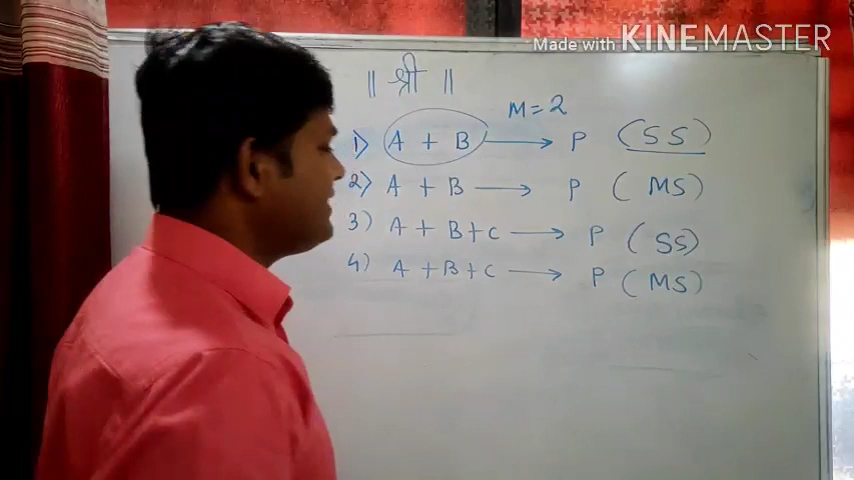 Made with KINEMASTER
|| श्री ||
M = 2
1) A + B → P (SS)
2) A + B → P (MS)
3) A + B + C → P (SS)
4) A + B + C → P (MS)